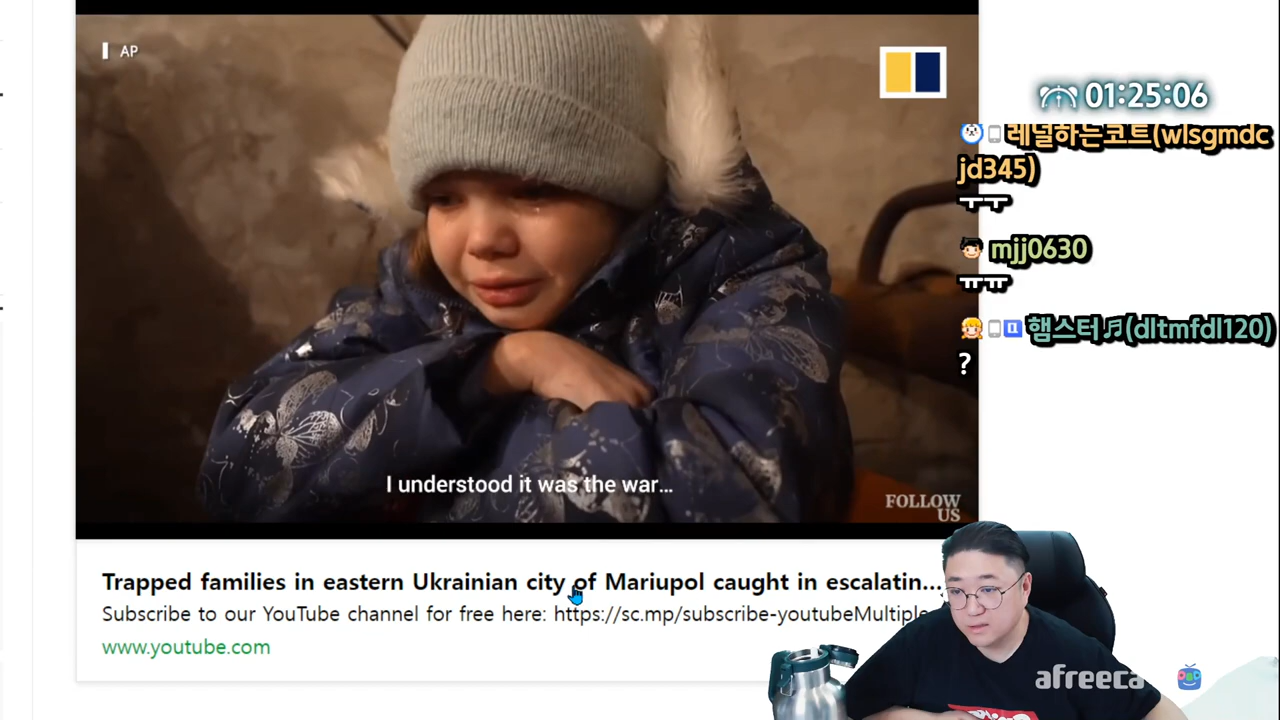 AP
01:25:06
레널하는코트(wlsgmdc
jd345)
ㅜㅜ
mjj0630
ㅠㅠ
햄스터♬(dltmfdl120)
?
I understood it was the war...
FOLLOW
US
Trapped families in eastern Ukrainian city of Mariupol caught in escalatin...
Subscribe to our YouTube channel for free here: https://sc.mp/subscribe-youtubeMultiple
www.youtube.com
afreeca